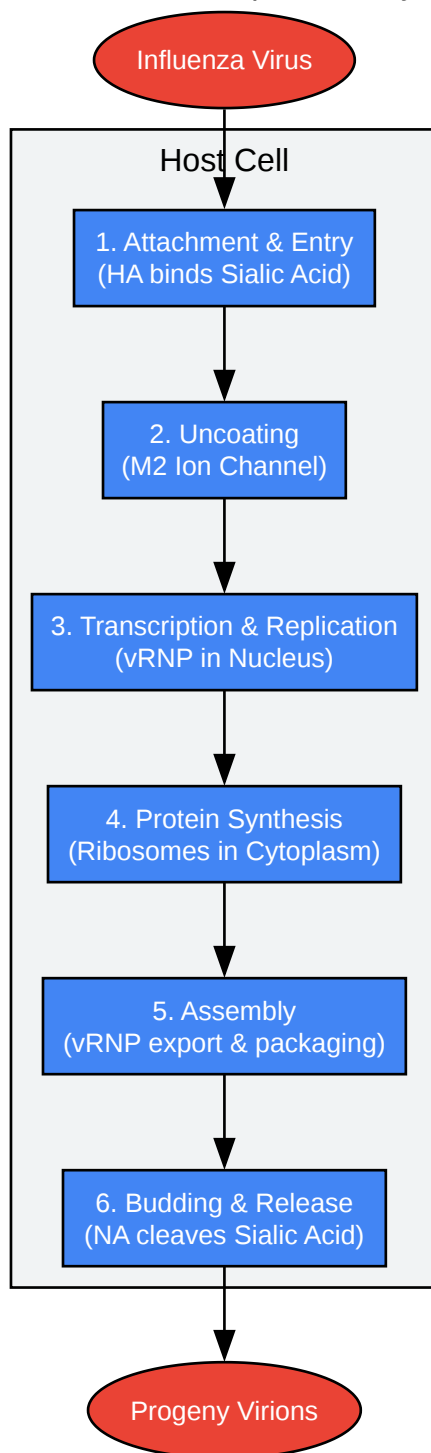 Influenza Virus
Host Cell
1. Attachment & Entry
(HA binds Sialic Acid)
2. Uncoating
(M2 Ion Channel)
3. Transcription & Replication
(vRNP in Nucleus)
4. Protein Synthesis
(Ribosomes in Cytoplasm)
5. Assembly
(vRNP export & packaging)
6. Budding & Release
(NA cleaves Sialic Acid)
Progeny Virions